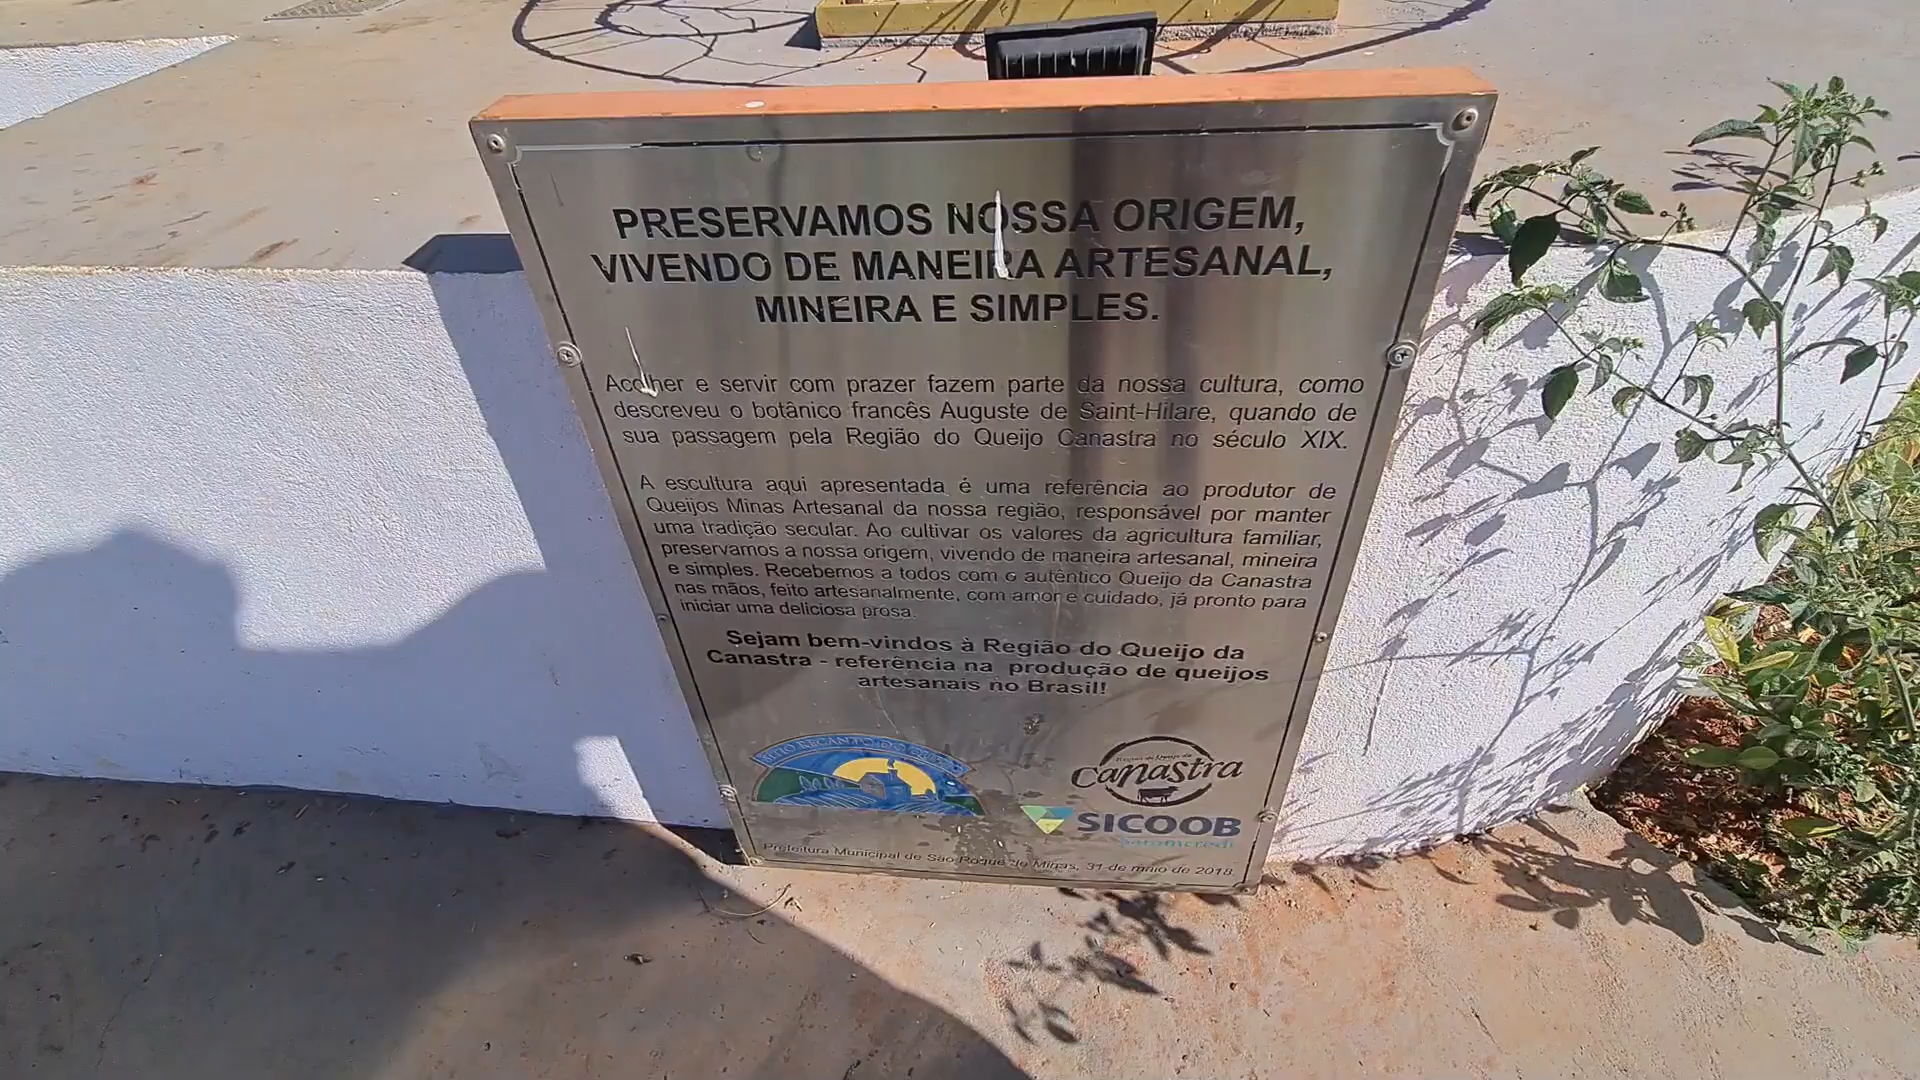 PRESERVAMOS NOSSA ORIGEM,
VIVENDO DE MANEIRA ARTESANAL,
MINEIRA E SIMPLES.
Acolher e servir com prazer fazem parte da nossa cultura, como
descreveu o botânico francês Auguste de Saint-Hilare, quando de
sua passagem pela Região do Queijo Canastra no século XIX.
A escultura aqui apresentada é uma referência ao produtor de
Queijos Minas Artesanal da nossa região, responsável por manter
uma tradição secular. Ao cultivar os valores da agricultura familiar,
preservamos a nossa origem, vivendo de maneira artesanal, mineira
e simples. Recebemos a todos com o autêntico Queijo da Canastra
nas mãos, feito artesanalmente, com amor e cuidado, já pronto para
iniciar uma deliciosa prosa.
Sejam bem-vindos à Região do Queijo da
Canastra - referência na produção de queijos
artesanais no Brasil!
Região do Queijo da
Canastra
SICOOB
Saromcredi
Prefeitura Municipal de São Roque de Minas, 31 de maio de 2018